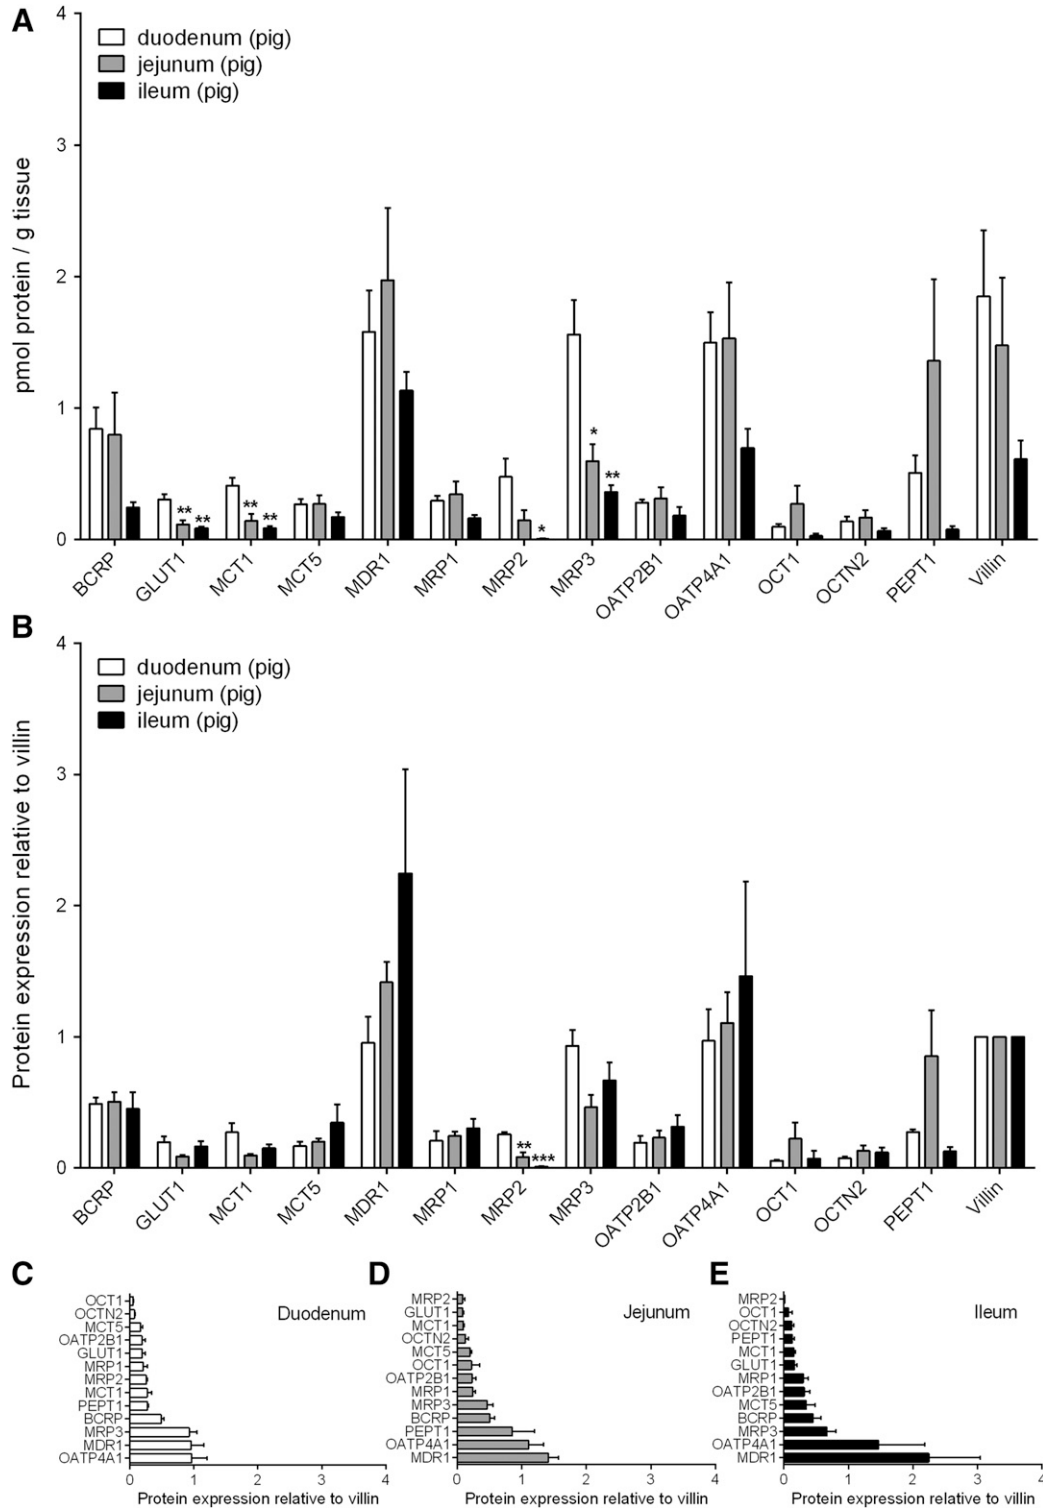 A
4
3
2
1
0
pmol protein / g tissue
duodenum (pig)
jejunum (pig)
ileum (pig)
** **
** **
*
* **
BCRP GLUT1 MCT1 MCT5 MDR1 MRP1 MRP2 MRP3 OATP2B1 OATP4A1 OCT1 OCTN2 PEPT1 Villin
B
4
3
2
1
0
Protein expression relative to villin
duodenum (pig)
jejunum (pig)
ileum (pig)
** ***
BCRP GLUT1 MCT1 MCT5 MDR1 MRP1 MRP2 MRP3 OATP2B1 OATP4A1 OCT1 OCTN2 PEPT1 Villin
C
Duodenum
OCT1
OCTN2
MCT5
OATP2B1
GLUT1
MRP1
MRP2
MCT1
PEPT1
BCRP
MRP3
MDR1
OATP4A1
0 1 2 3 4
Protein expression relative to villin
D
Jejunum
MRP2
GLUT1
MCT1
OCTN2
MCT5
OCT1
OATP2B1
MRP1
MRP3
BCRP
PEPT1
OATP4A1
MDR1
0 1 2 3 4
Protein expression relative to villin
E
Ileum
MRP2
OCT1
OCTN2
PEPT1
MCT1
GLUT1
MRP1
OATP2B1
MCT5
BCRP
MRP3
OATP4A1
MDR1
0 1 2 3 4
Protein expression relative to villin